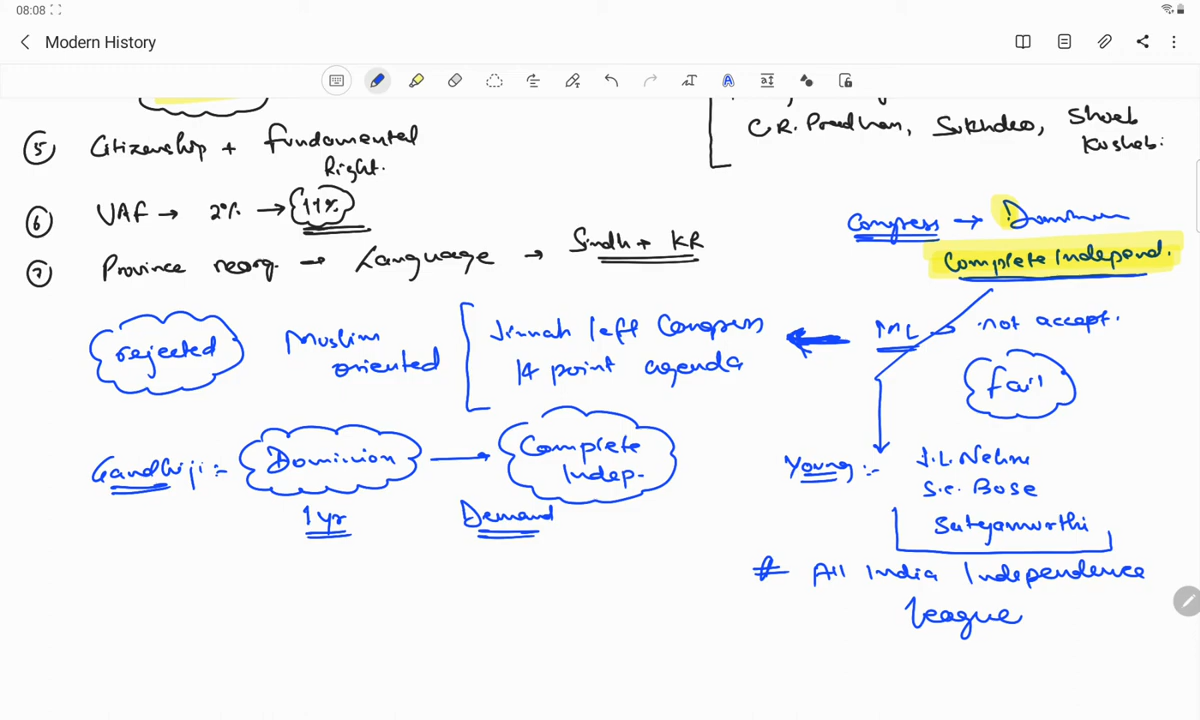 08:08
Modern History
C.R. Pradhan, Sukhdeo, Shoeb
Kosheb:
⑤ Citizenship + fundamental
Right.
⑥ UAF → 2% → 11%
⑦ Province reorg. → Language → Sindh + KR
Congress → Dominion
Complete Independ.
rejected
Muslim
oriented
Jinnah left Congress
14 point agenda
ML → not accept.
fail
Gandhiji :- Dominion → Complete
Indep.
1 yr
Demand
Young :- J.L. Nehru
S.C. Bose
Satyamurthi
# All India Independence
League